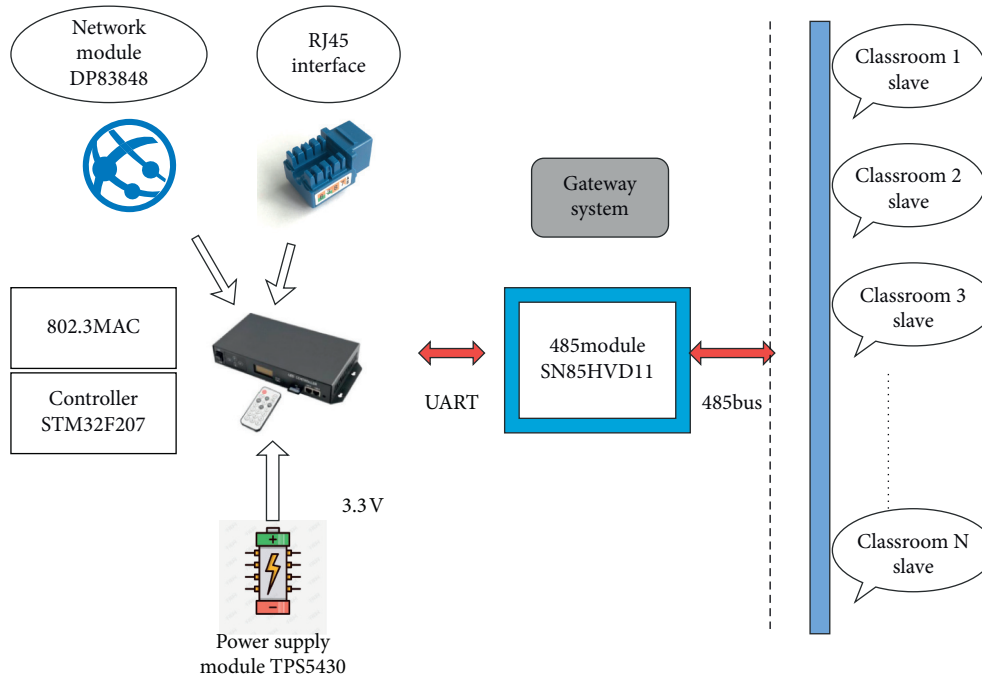 Network
module
DP83848
RJ45
interface
802.3MAC
Controller
STM32F207
3.3 V
Power supply
module TPS5430
UART
Gateway
system
485module
SN85HVD11
485bus
Classroom 1
slave
Classroom 2
slave
Classroom 3
slave
Classroom N
slave